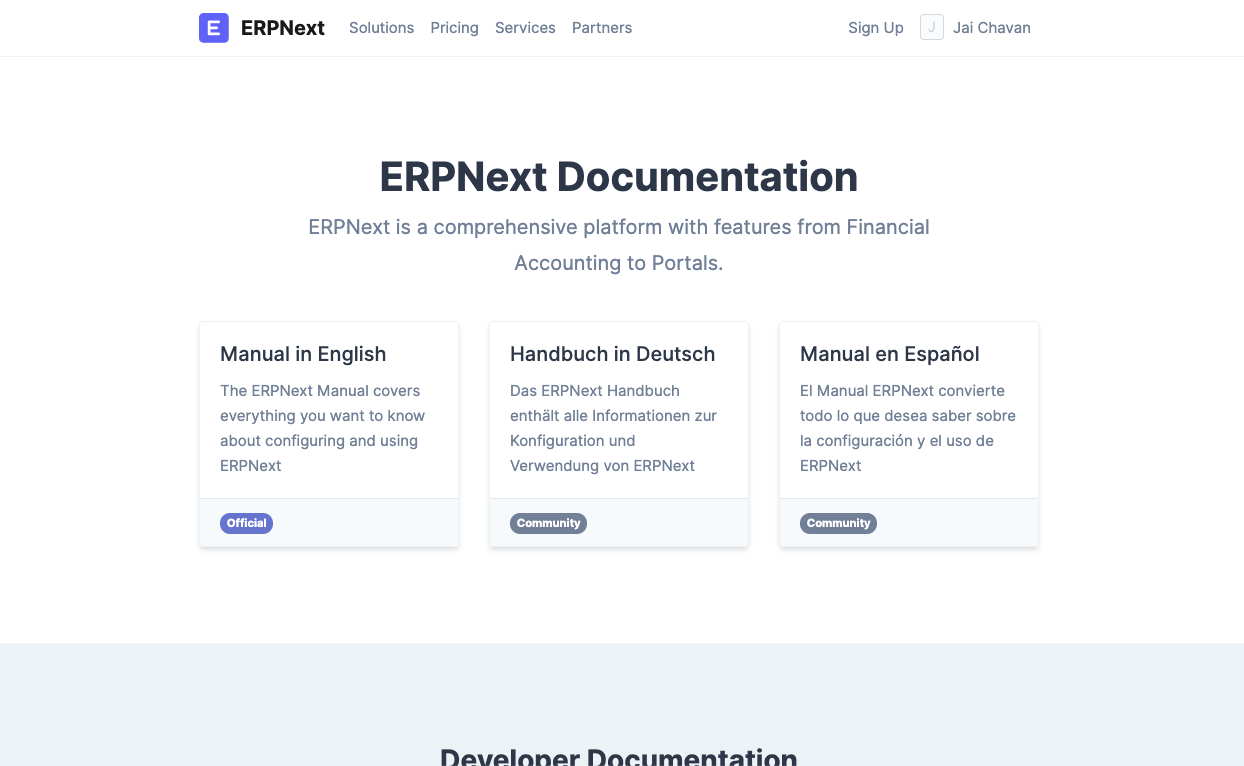 E ERPNext Solutions Pricing Services Partners Sign Up J Jai Chavan
ERPNext Documentation
ERPNext is a comprehensive platform with features from Financial
Accounting to Portals.
Manual in English
The ERPNext Manual covers
everything you want to know
about configuring and using
ERPNext
Official
Handbuch in Deutsch
Das ERPNext Handbuch
enthält alle Informationen zur
Konfiguration und
Verwendung von ERPNext
Community
Manual en Español
El Manual ERPNext convierte
todo lo que desea saber sobre
la configuración y el uso de
ERPNext
Community
Developer Documentation